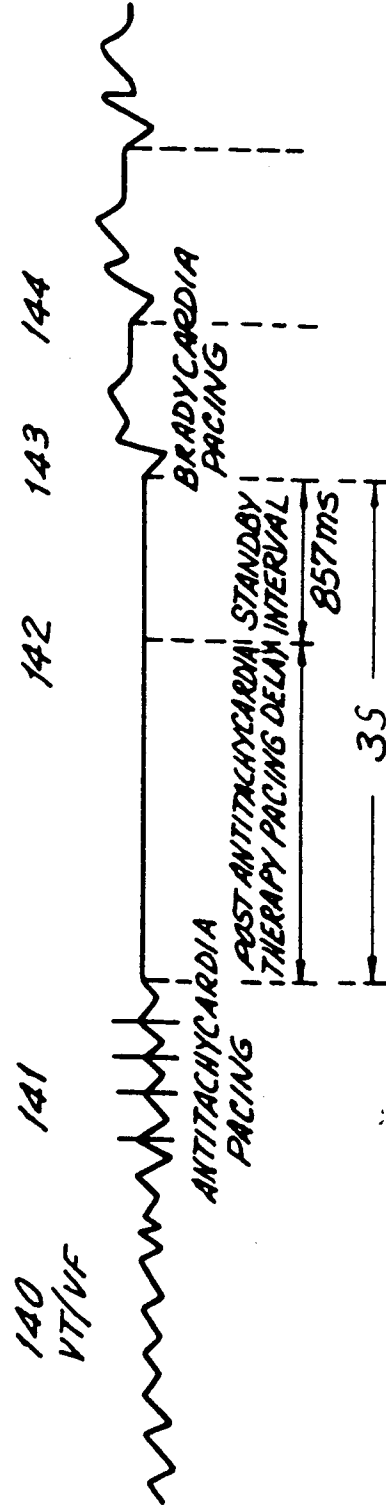 140
VT/VF
141
142
143
144
ANTITACHYCARDIA
PACING
POST ANTITACHYCARDIA
THERAPY PACING DELAY
STANDBY
INTERVAL
857ms
BRADYCARDIA
PACING
3S